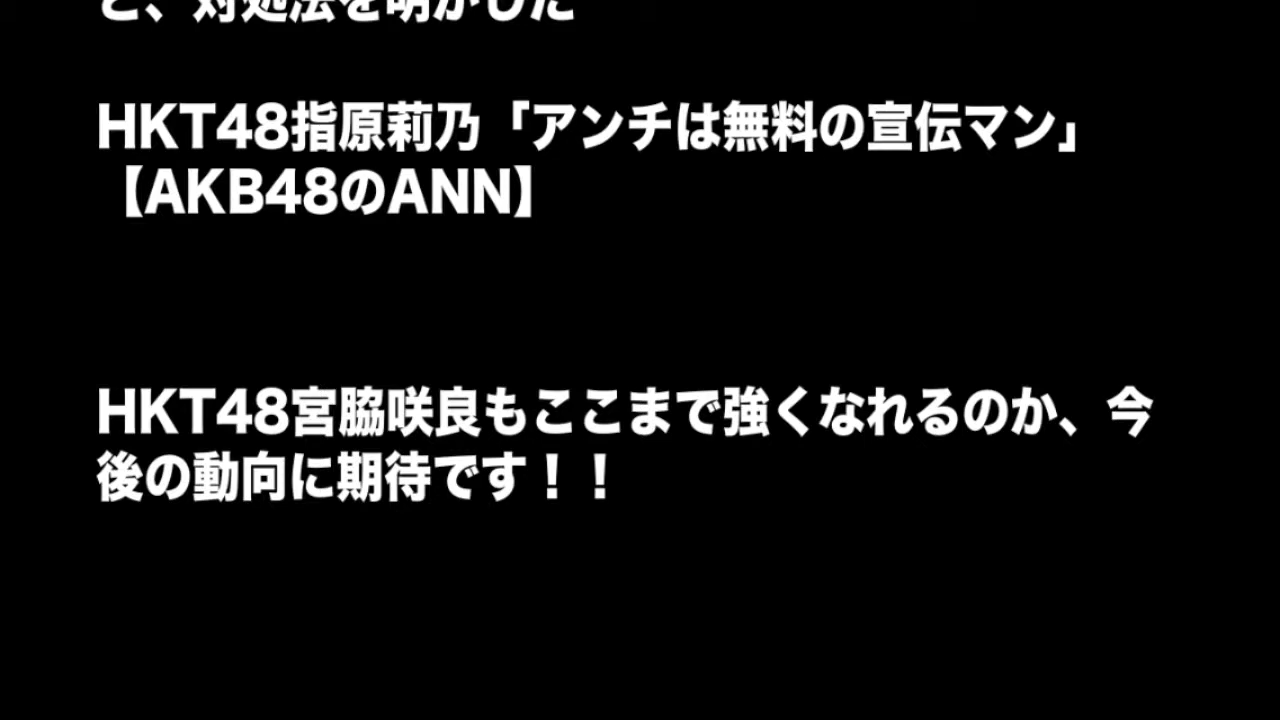 と、対処法を明かした
HKT48指原莉乃「アンチは無料の宣伝マン」
【AKB48のANN】
HKT48宮脇咲良もここまで強くなれるのか、今
後の動向に期待です！！